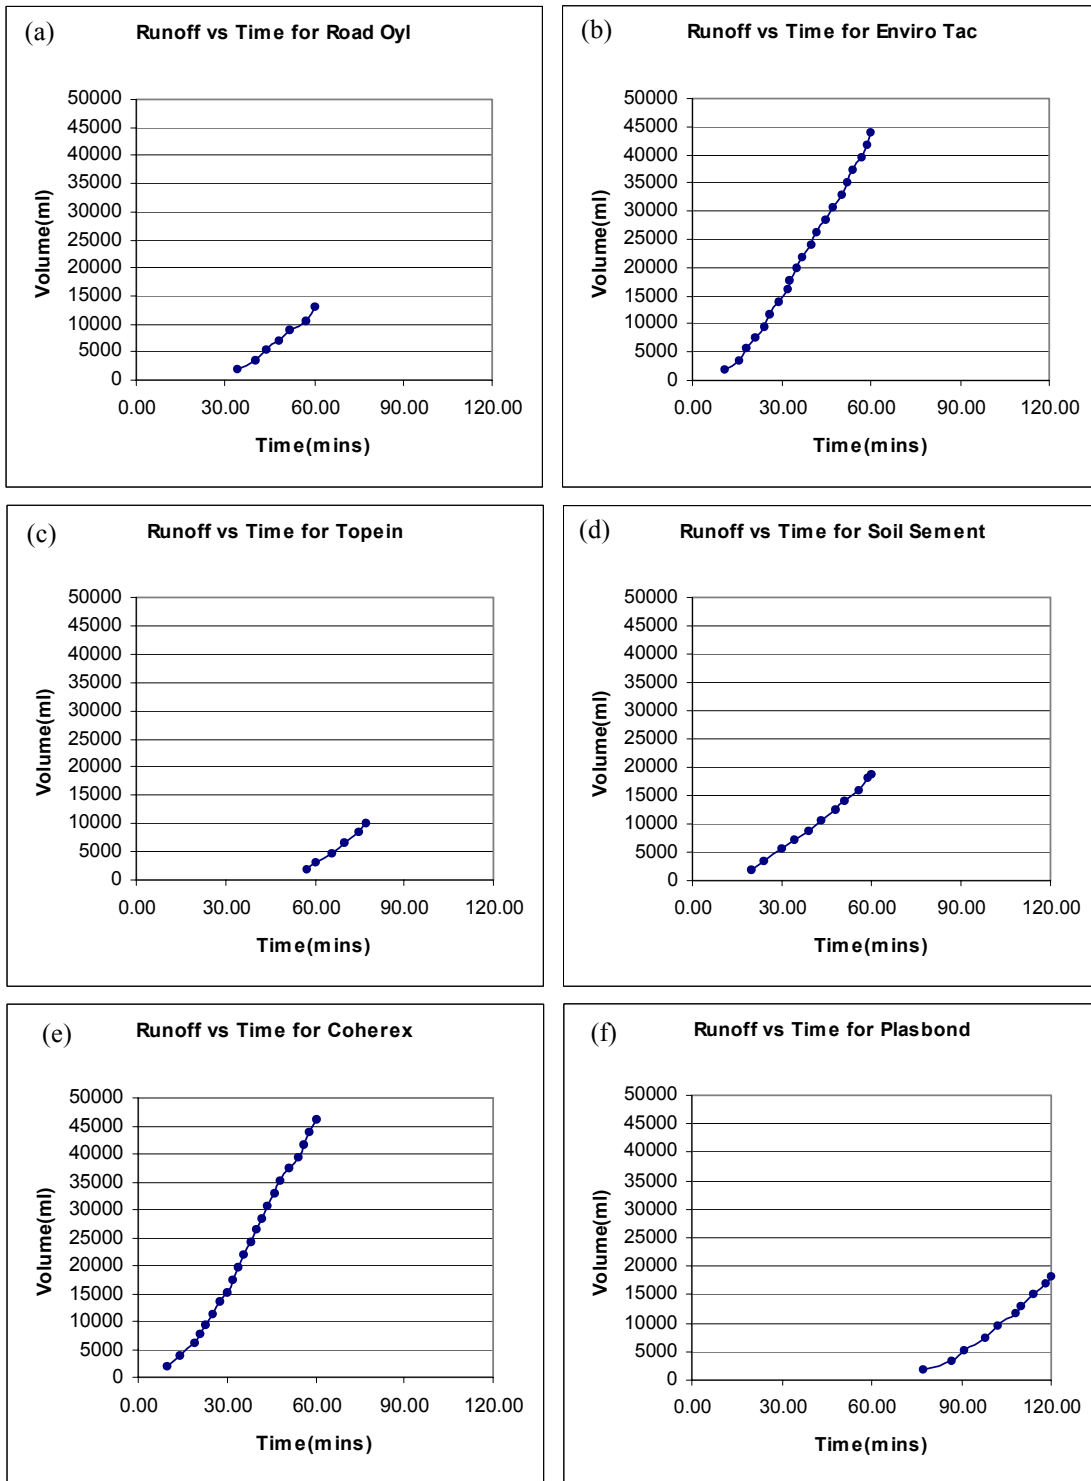 (a)
Runoff vs Time for Road Oyl
50000
45000
40000
35000
30000
25000
20000
15000
10000
5000
0
Volume(ml)
0.00 30.00 60.00 90.00 120.00
Time(mins)
(b)
Runoff vs Time for Enviro Tac
50000
45000
40000
35000
30000
25000
20000
15000
10000
5000
0
Volume(ml)
0.00 30.00 60.00 90.00 120.00
Time(mins)
(c)
Runoff vs Time for Topein
50000
45000
40000
35000
30000
25000
20000
15000
10000
5000
0
Volume(ml)
0.00 30.00 60.00 90.00 120.00
Time(mins)
(d)
Runoff vs Time for Soil Sement
50000
45000
40000
35000
30000
25000
20000
15000
10000
5000
0
Volume(ml)
0.00 30.00 60.00 90.00 120.00
Time(mins)
(e)
Runoff vs Time for Coherex
50000
45000
40000
35000
30000
25000
20000
15000
10000
5000
0
Volume(ml)
0.00 30.00 60.00 90.00 120.00
Time(mins)
(f)
Runoff vs Time for Plasbond
50000
45000
40000
35000
30000
25000
20000
15000
10000
5000
0
Volume(ml)
0.00 30.00 60.00 90.00 120.00
Time(mins)